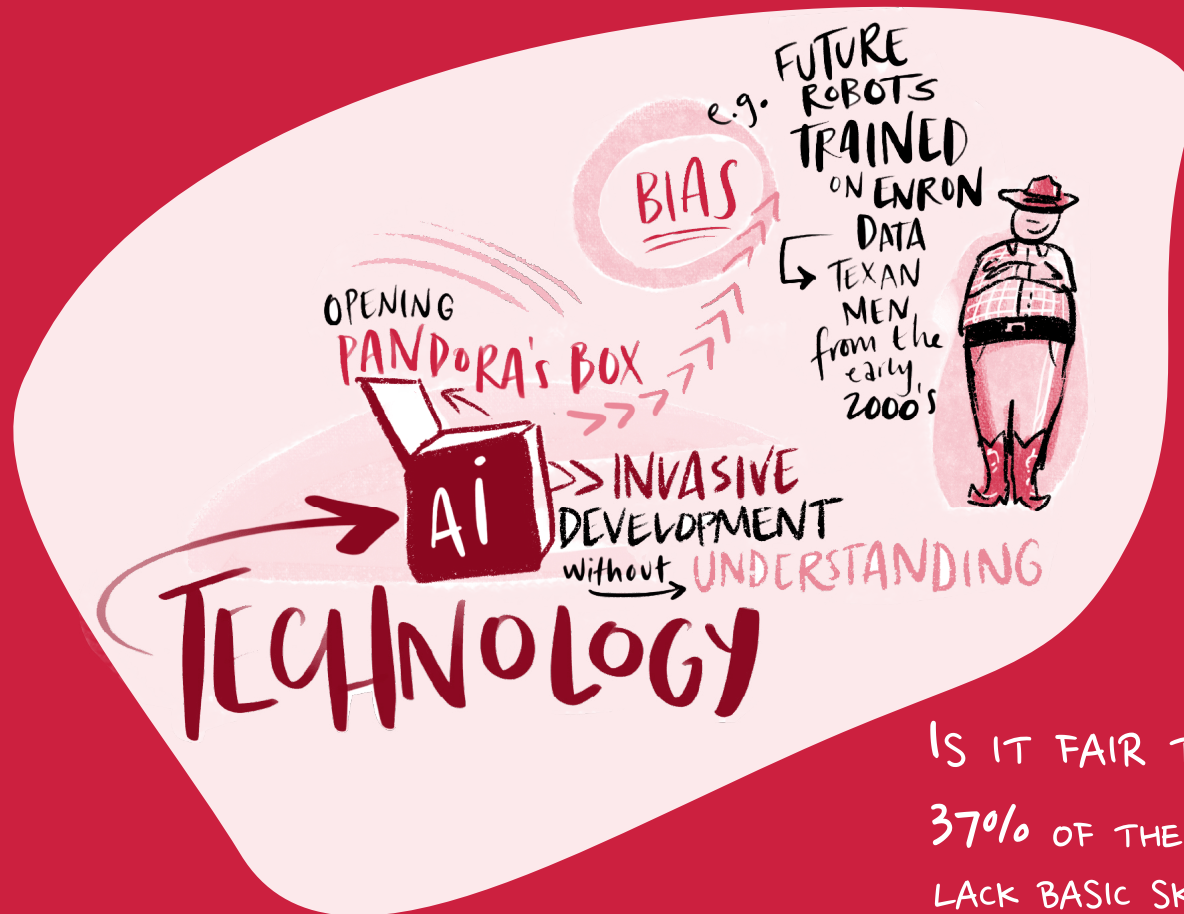 OPENING
PANDORA'S BOX
AI
TECHNOLOGY
INVASIVE
DEVELOPMENT
without UNDERSTANDING
BIAS
e.g. FUTURE
ROBOTS
TRAINED
ON ENRON
DATA
TEXAN
MEN
from the
early
2000's
IS IT FAIR
37% OF THE
LACK BASIC